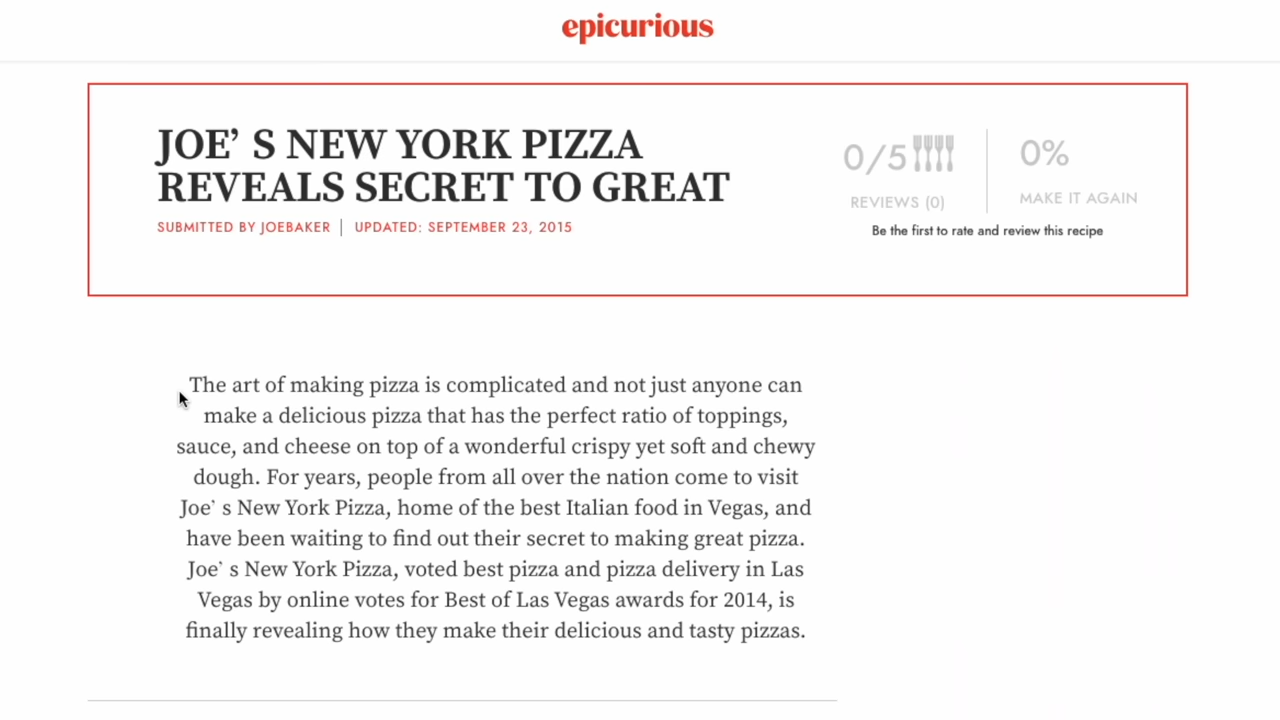 epicurious
JOE’ S NEW YORK PIZZA
REVEALS SECRET TO GREAT
SUBMITTED BY JOEBAKER | UPDATED: SEPTEMBER 23, 2015
0/5
REVIEWS (0)
0%
MAKE IT AGAIN
Be the first to rate and review this recipe
The art of making pizza is complicated and not just anyone can
make a delicious pizza that has the perfect ratio of toppings,
sauce, and cheese on top of a wonderful crispy yet soft and chewy
dough. For years, people from all over the nation come to visit
Joe’ s New York Pizza, home of the best Italian food in Vegas, and
have been waiting to find out their secret to making great pizza.
Joe’ s New York Pizza, voted best pizza and pizza delivery in Las
Vegas by online votes for Best of Las Vegas awards for 2014, is
finally revealing how they make their delicious and tasty pizzas.